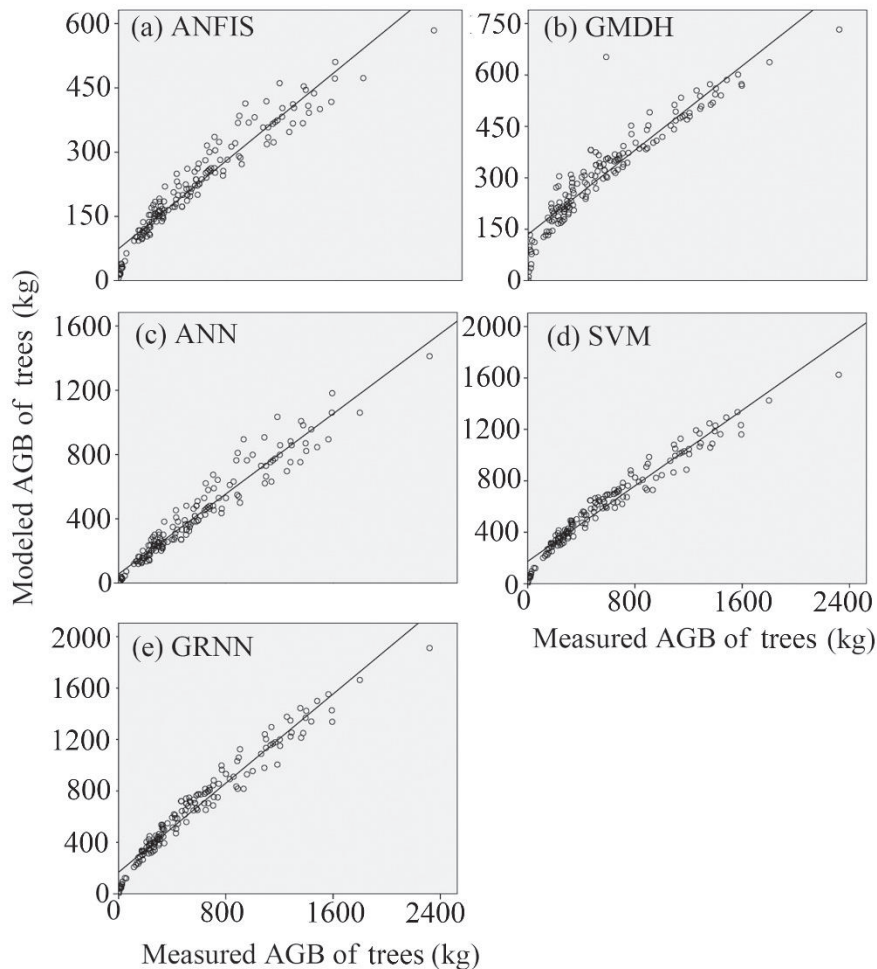 (a) ANFIS
600
450
300
150
0
(b) GMDH
750
600
450
300
150
0
(c) ANN
1600
1200
800
400
0
(d) SVM
2000
1600
1200
800
400
0
0 800 1600 2400
Measured AGB of trees (kg)
(e) GRNN
2000
1600
1200
800
400
0
0 800 1600 2400
Measured AGB of trees (kg)
Modeled AGB of trees (kg)